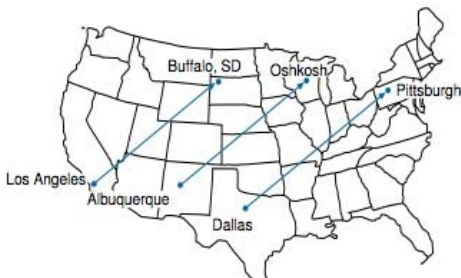 Buffalo, SD
Oshkosh
Pittsburgh
Los Angeles
Albuquerque
Dallas